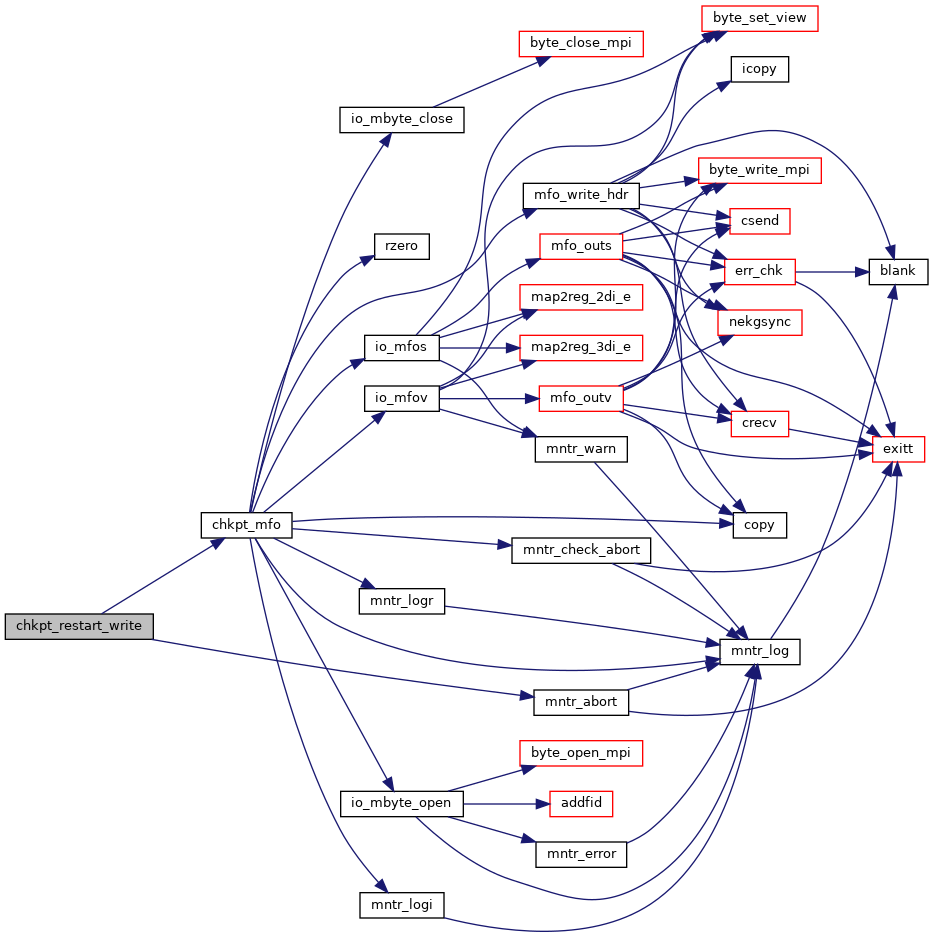 byte_set_view
byte_close_mpi
icopy
io_mbyte_close
byte_write_mpi
mfo_write_hdr
csend
rzero
mfo_outs
err_chk
blank
map2reg_2di_e
nekgsync
io_mfos
map2reg_3di_e
io_mfov
mfo_outv
crecv
mntr_warn
exitt
chkpt_mfo
copy
mntr_check_abort
mntr_logr
chkpt_restart_write
mntr_log
mntr_abort
byte_open_mpi
io_mbyte_open
addfid
mntr_error
mntr_logi